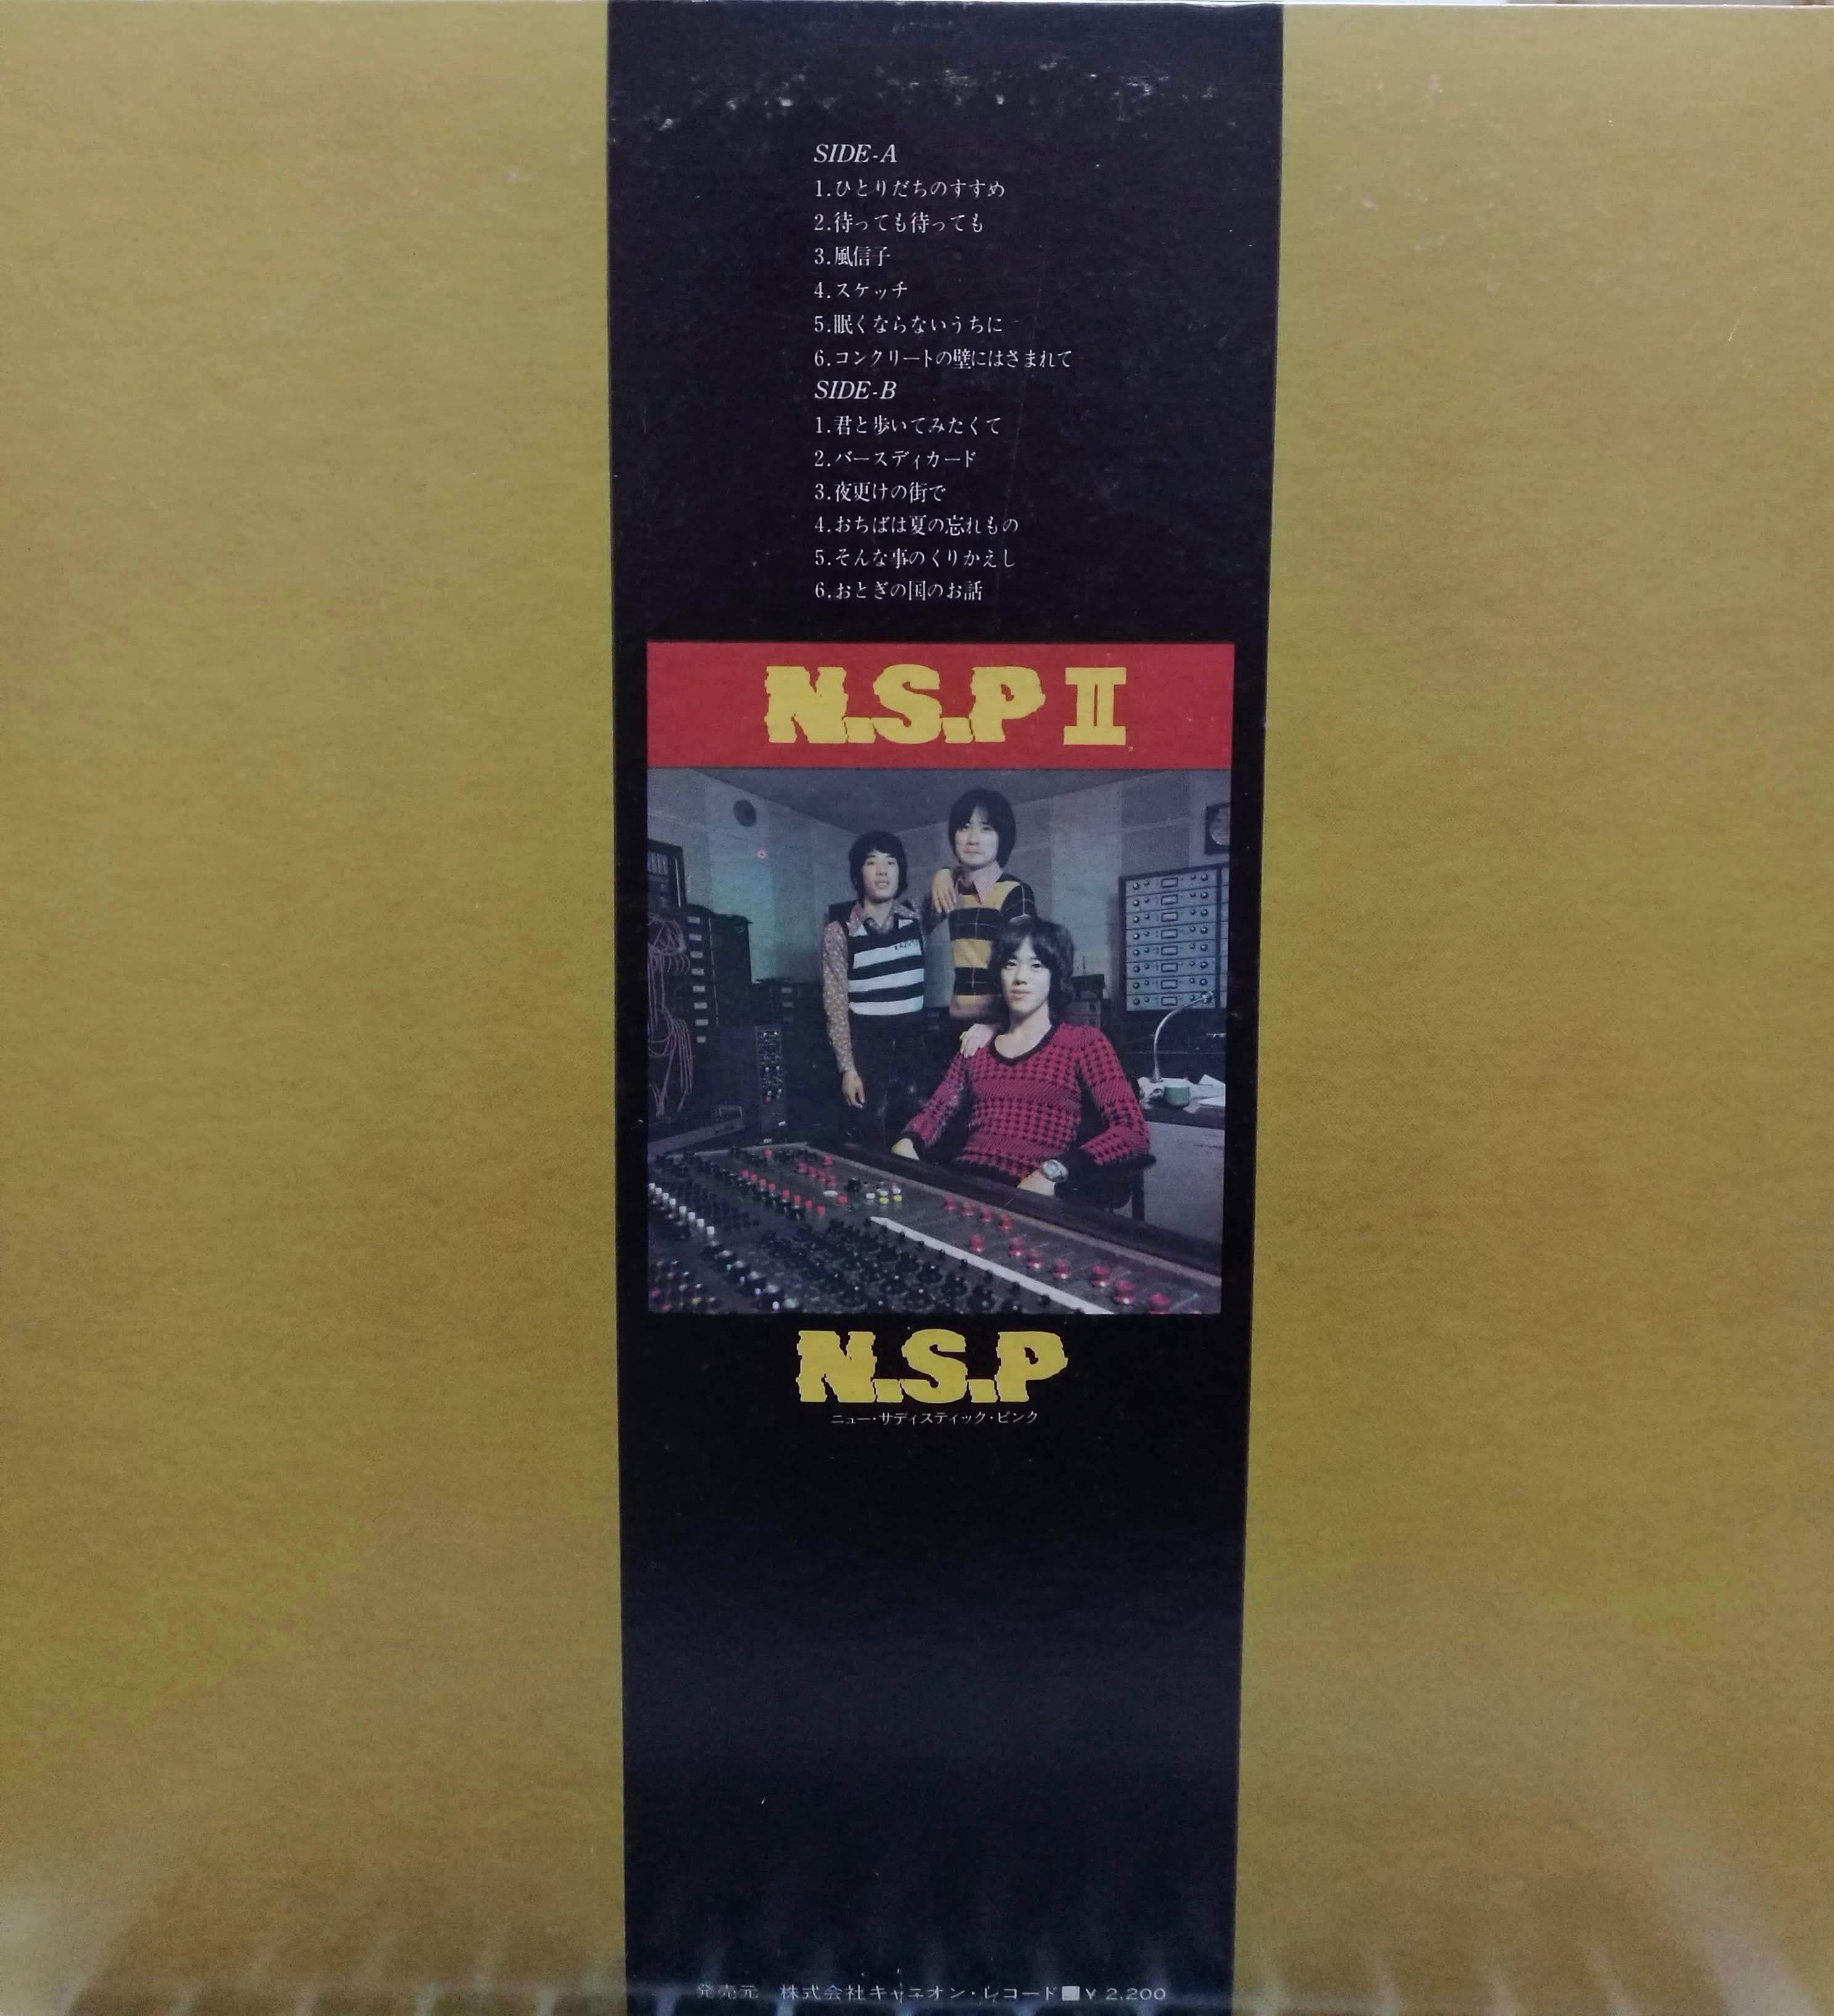 SIDE-A
1.ひとりだちのすすめ
2.待っても待っても
3.風信子
4.スケッチ
5.眠くならないうちに
6.コンクリートの壁にはさまれて
SIDE-B
1.君と歩いてみたくて
2.バースディカード
3.夜更けの街で
4.おちばは夏の忘れもの
5.そんな事のくりかえし
6.おとぎの国のお話
N.S.P II
N.S.P
ニュー・サディスティック・ピンク
発売元 株式会社キャニオン・レコード■¥2,200